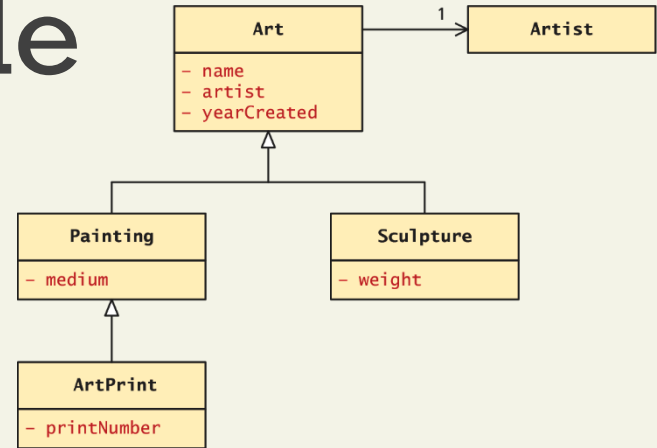 le
Art
1
Artist
- name
- artist
- yearCreated
Painting
Sculpture
- medium
- weight
ArtPrint
- printNumber